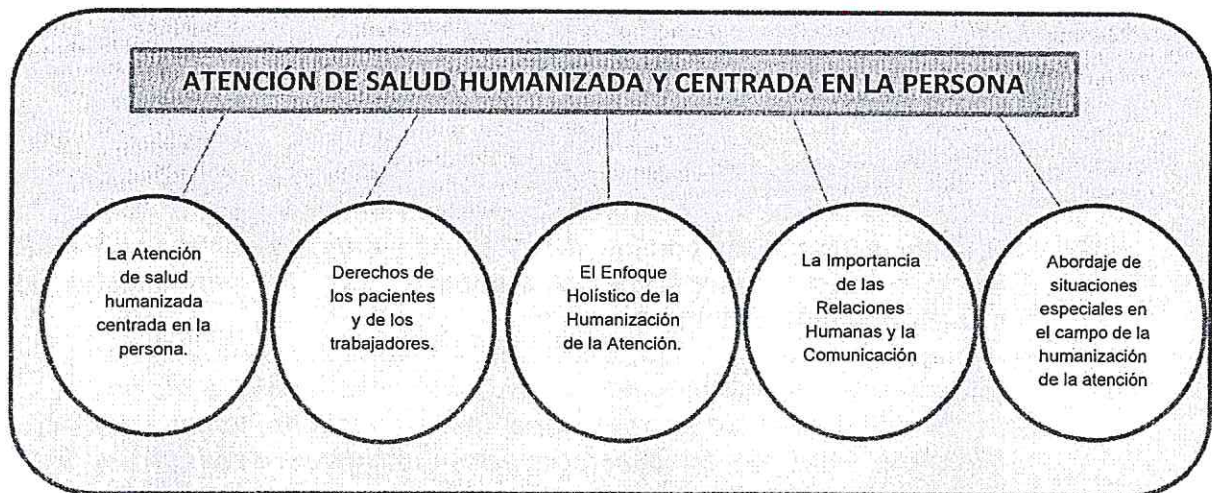 ATENCIÓN DE SALUD HUMANIZADA Y CENTRADA EN LA PERSONA
La Atención
de salud
humanizada
centrada en la
persona.
Derechos de
los pacientes
y de los
trabajadores.
El Enfoque
Holístico de la
Humanización
de la Atención.
La Importancia
de las
Relaciones
Humanas y la
Comunicación
Abordaje de
situaciones
especiales en
el campo de la
humanización
de la atención